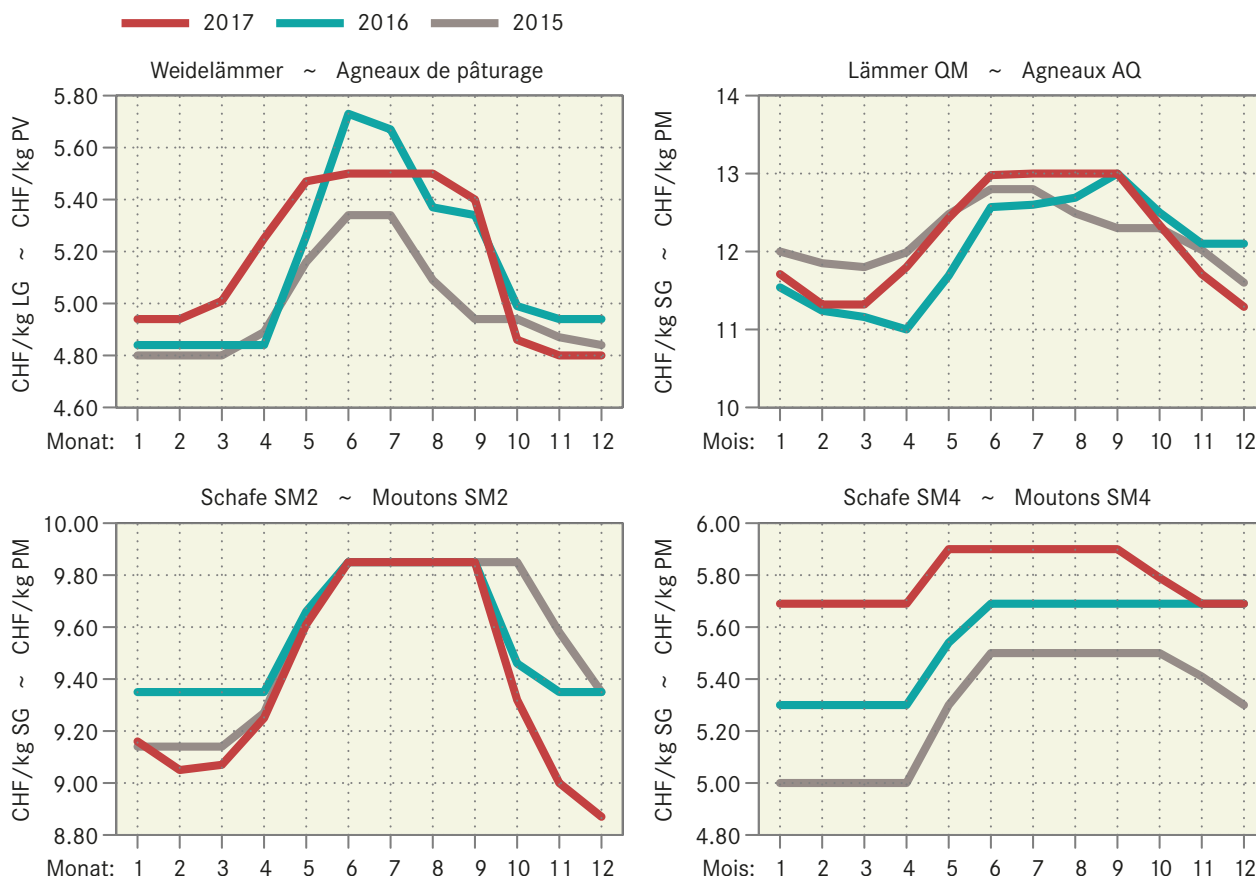 2017 2016 2015
Weidelämmer ~ Agneaux de pâturage
CHF/kg LG ~ CHF/kg PV
5.80
5.60
5.40
5.20
5.00
4.80
4.60
Monat: 1 2 3 4 5 6 7 8 9 10 11 12
Lämmer QM ~ Agneaux AQ
CHF/kg SG ~ CHF/kg PM
14
13
12
11
10
Mois: 1 2 3 4 5 6 7 8 9 10 11 12
Schafe SM2 ~ Moutons SM2
CHF/kg SG ~ CHF/kg PM
10.00
9.80
9.60
9.40
9.20
9.00
8.80
Monat: 1 2 3 4 5 6 7 8 9 10 11 12
Schafe SM4 ~ Moutons SM4
CHF/kg SG ~ CHF/kg PM
6.00
5.80
5.60
5.40
5.20
5.00
4.80
Mois: 1 2 3 4 5 6 7 8 9 10 11 12